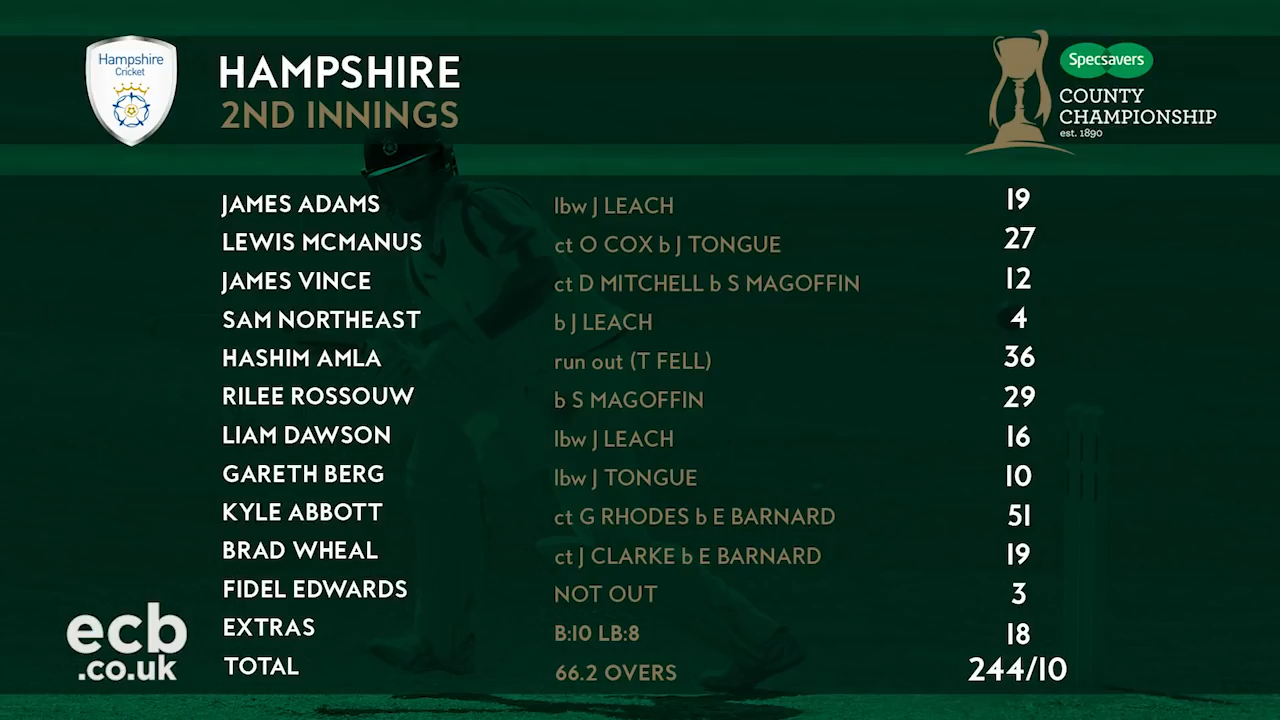 Hampshire
Cricket
HAMPSHIRE
2ND INNINGS
Specsavers
COUNTY
CHAMPIONSHIP
est. 1890
JAMES ADAMS lbw J LEACH 19
LEWIS MCMANUS ct O COX b J TONGUE 27
JAMES VINCE ct D MITCHELL b S MAGOFFIN 12
SAM NORTHEAST b J LEACH 4
HASHIM AMLA run out (T FELL) 36
RILEE ROSSOUW b S MAGOFFIN 29
LIAM DAWSON lbw J LEACH 16
GARETH BERG lbw J TONGUE 10
KYLE ABBOTT ct G RHODES b E BARNARD 51
BRAD WHEAL ct J CLARKE b E BARNARD 19
FIDEL EDWARDS NOT OUT 3
EXTRAS B:10 LB:8 18
TOTAL 66.2 OVERS 244/10
ecb
.co.uk